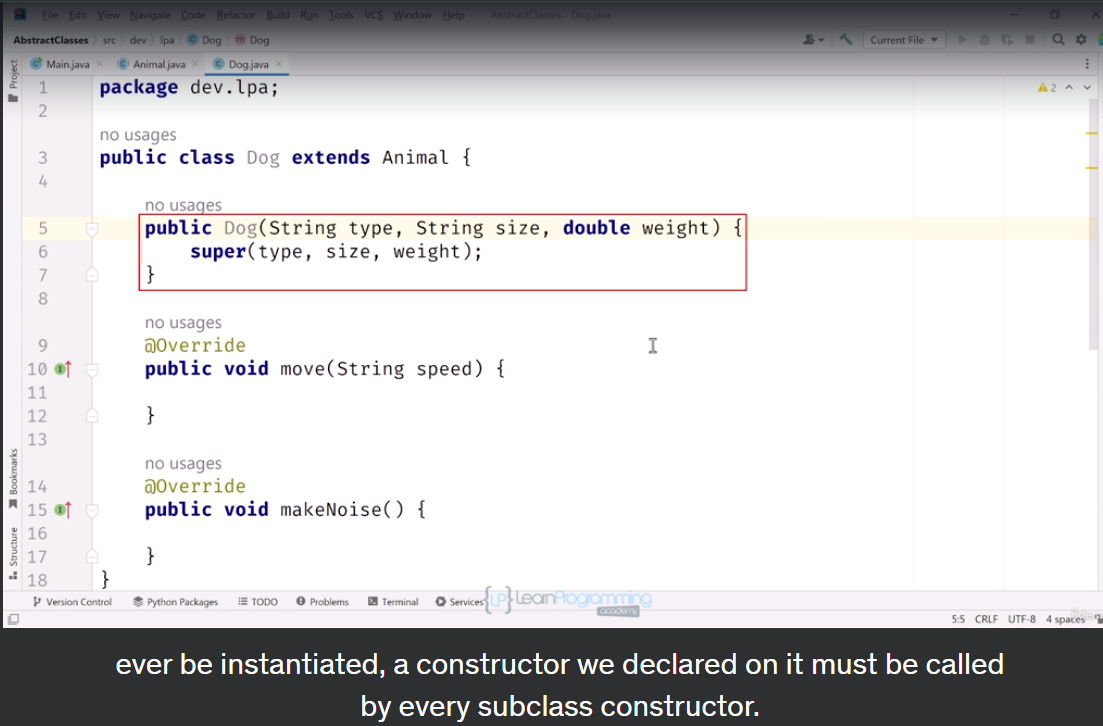 File Edit View Navigate Code Refactor Build Run Tools VCS Window Help AbstractClasses - Dog.java
AbstractClasses src dev lpa Dog Dog Current File
Main.java Animal.java Dog.java
Project
1 package dev.lpa; 2
2
no usages
3 public class Dog extends Animal {
4
no usages
5 public Dog(String type, String size, double weight) {
6 super(type, size, weight);
7 }
8
no usages
9 @Override
10 public void move(String speed) {
11
12 }
13
no usages
14 @Override
15 public void makeNoise() {
16
17 }
18 }
Bookmarks
Structure
Version Control Python Packages TODO Problems Terminal Services
{LP} LearnProgramming
academy
5:5 CRLF UTF-8 4 spaces
ever be instantiated, a constructor we declared on it must be called
by every subclass constructor.